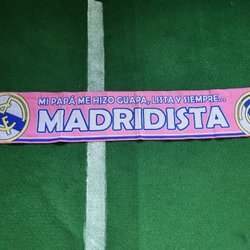 MI PAPÁ ME HIZO GUAPA, LISTA Y SIEMPRE...
MADRIDISTA